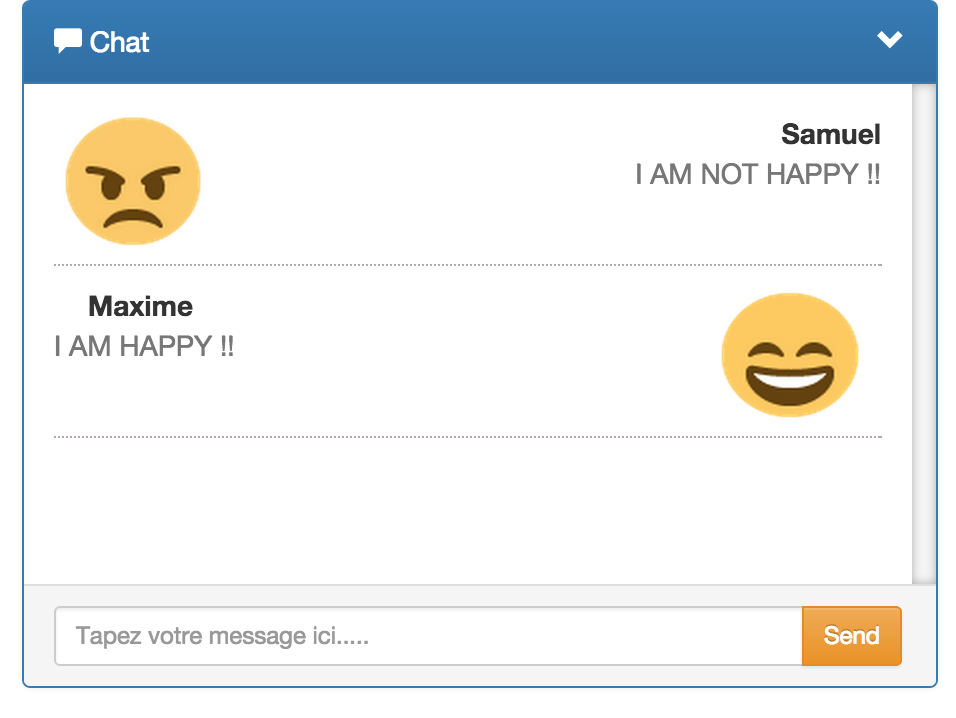 Chat
Samuel
I AM NOT HAPPY !!
Maxime
I AM HAPPY !!
Tapez votre message ici.....
Send